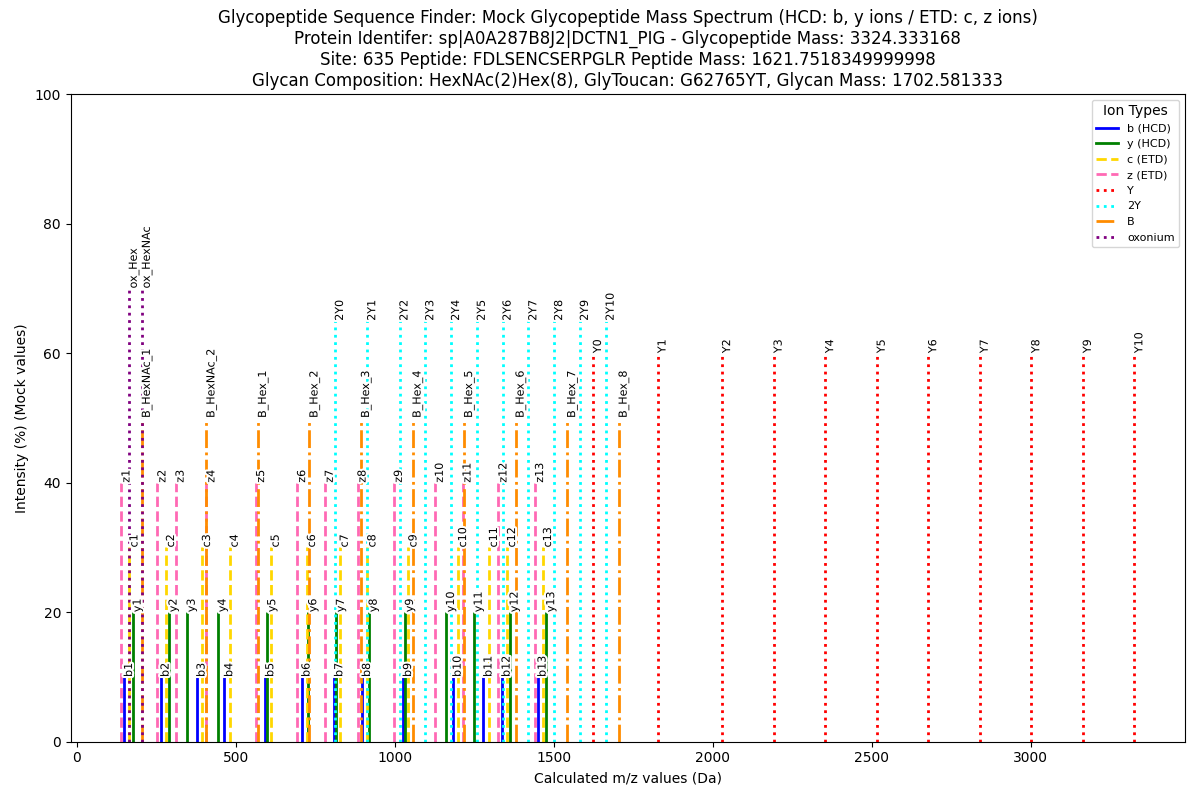 Glycopeptide Sequence Finder: Mock Glycopeptide Mass Spectrum (HCD: b, y ions / ETD: c, z ions)
Protein Identifer: sp|A0A287B8J2|DCTN1_PIG - Glycopeptide Mass: 3324.333168
Site: 635 Peptide: FDLSENCSERPGLR Peptide Mass: 1621.7518349999998
Glycan Composition: HexNAc(2)Hex(8), GlyToucan: G62765YT, Glycan Mass: 1702.581333
100
80
60
40
20
0
Intensity (%) (Mock values)
Ion Types
b (HCD)
y (HCD)
c (ETD)
z (ETD)
Y
2Y
B
oxonium
ox_Hex
ox_HexNAc
2Y0
2Y1
2Y2
2Y3
2Y4
2Y5
2Y6
2Y7
2Y8
2Y9
2Y10
Y0
Y1
Y2
Y3
Y4
Y5
Y6
Y7
Y8
Y9
Y10
B_HexNAc_1
B_HexNAc_2
B_Hex_1
B_Hex_2
B_Hex_3
B_Hex_4
B_Hex_5
B_Hex_6
B_Hex_7
B_Hex_8
z1
z2
z3
z4
z5
z6
z7
z8
z9
z10
z11
z12
z13
c1
c2
c3
c4
c5
c6
c7
c8
c9
c10
c11
c12
c13
y1
y2
y3
y4
y5
y6
y7
y8
y9
y10
y11
y12
y13
b1
b2
b3
b4
b5
b6
b7
b8
b9
b10
b11
b12
b13
0
500
1000
1500
2000
2500
3000
Calculated m/z values (Da)